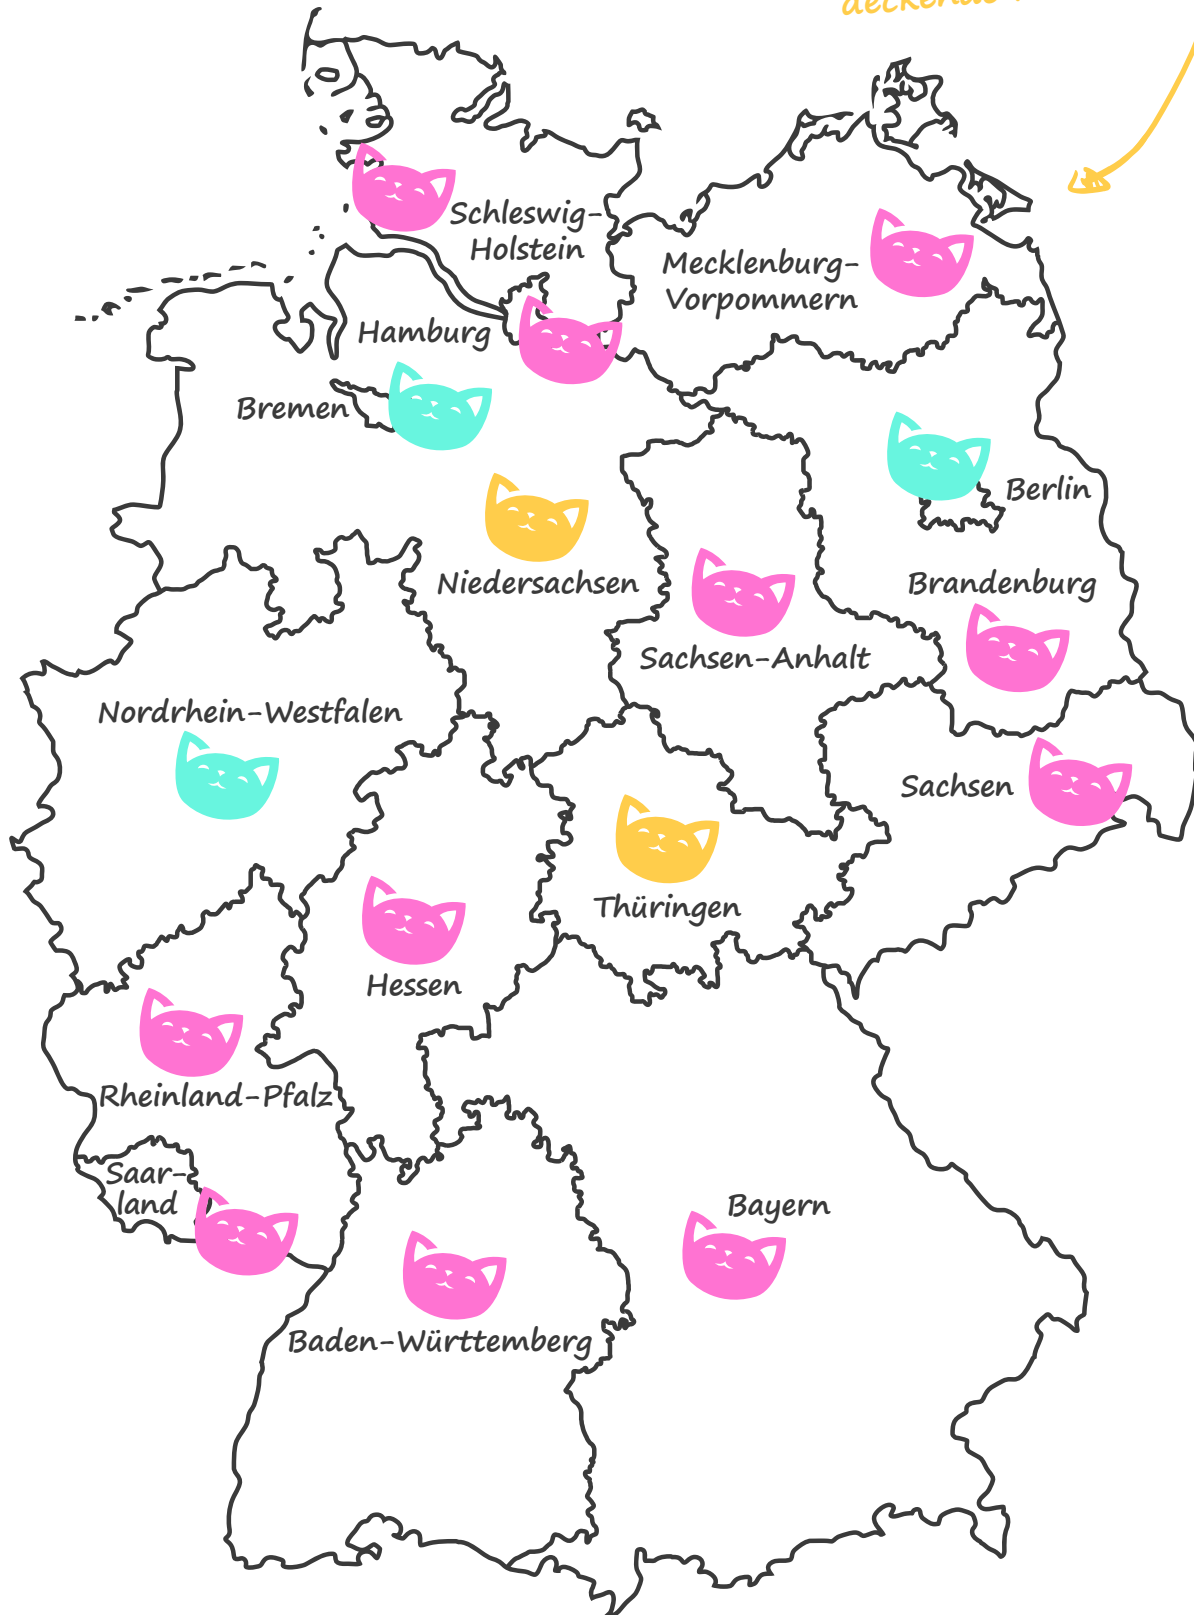 Schleswig-
Holstein
Mecklenburg-
Vorpommern
Hamburg
Bremen
Berlin
Niedersachsen
Brandenburg
Sachsen-Anhalt
Nordrhein-Westfalen
Sachsen
Thüringen
Hessen
Rheinland-Pfalz
Saar-
land
Bayern
Baden-Württemberg